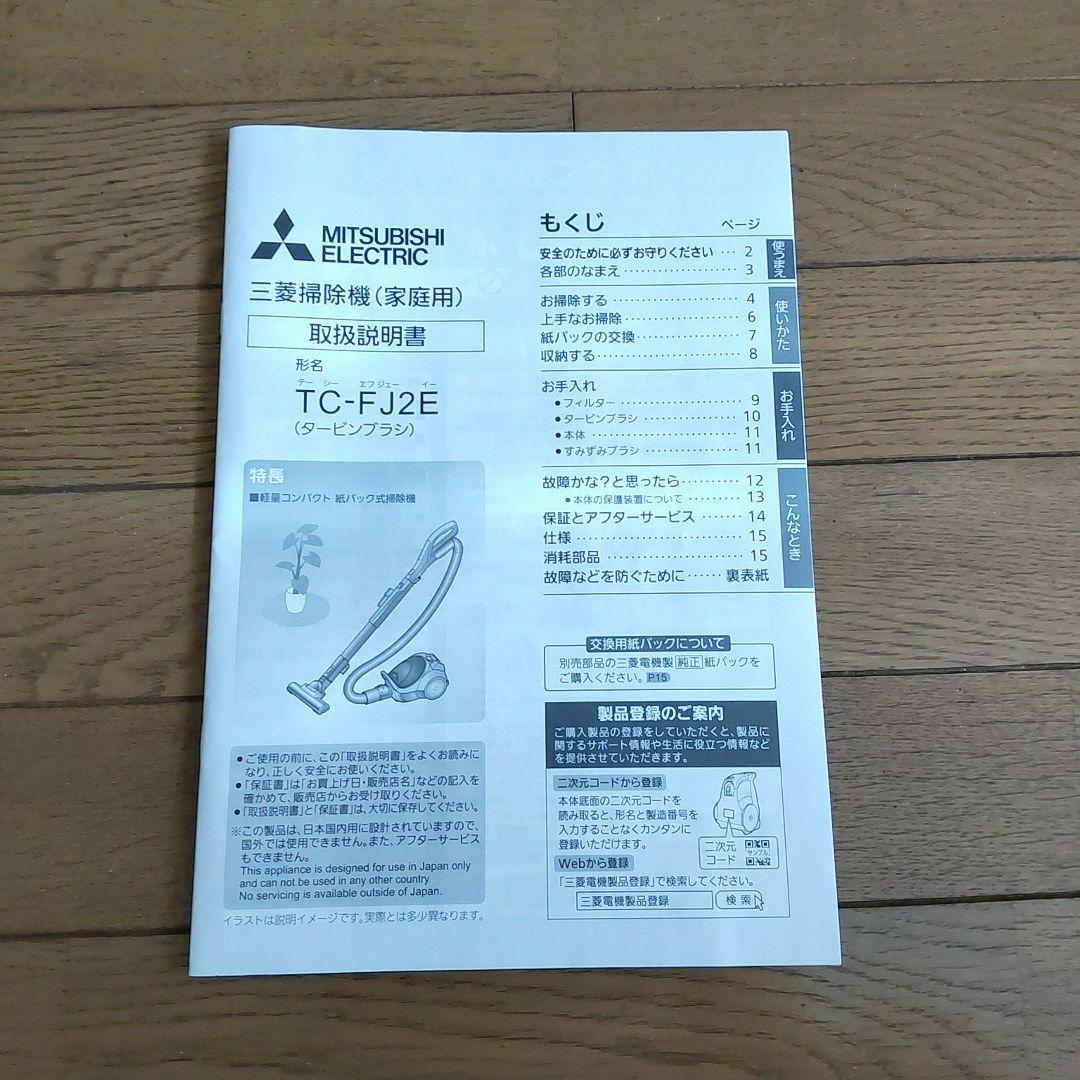 MITSUBISHI
ELECTRIC
三菱掃除機(家庭用)
取扱説明書
形名
テー シー エフジェー イー
TC-FJ2E
(タービンブラシ)
特長
■軽量コンパクト 紙パック式掃除機
●ご使用の前に、この「取扱説明書」をよくお読みに
なり、正しく安全にお使いください。
●「保証書」は「お買上げ日・販売店名」などの記入を
確かめて、販売店からお受け取りください。
●「取扱説明書」と「保証書」は、大切に保存してください。
※この製品は、日本国内用に設計されていますので、
国外では使用できません。また、アフターサービス
もできません。
This appliance is designed for use in Japan only
and can not be used in any other country.
No servicing is available outside of Japan.
イラストは説明イメージです。実際とは多少異なります。
もくじ ページ
安全のために必ずお守りください … 2
各部のなまえ …………… 3
使うまえ
お掃除する …………… 4
上手なお掃除…………… 6
紙パックの交換…………… 7
収納する…………… 8
使いかた
お手入れ
●フィルター …………… 9
●タービンブラシ …………… 10
●本体 …………… 11
●すみずみブラシ …………… 11
お手入れ
故障かな?と思ったら………… 12
●本体の保護装置について ………… 13
保証とアフターサービス ……… 14
仕様 …………… 15
消耗部品 …………… 15
故障などを防ぐために…… 裏表紙
こんなとき
交換用紙パックについて
別売部品の三菱電機製 純正 紙パックを
ご購入ください。P.15
製品登録のご案内
ご購入製品の登録をしていただくと、製品に
関するサポート情報や生活に役立つ情報など
を提供させていただきます。
二次元コードから登録
本体底面の二次元コードを
読み取ると、形名と製造番号を
入力することなくカンタンに
登録いただけます。
二次元
コード
サンプル
Webから登録
「三菱電機製品登録」で検索してください。
三菱電機製品登録 検索